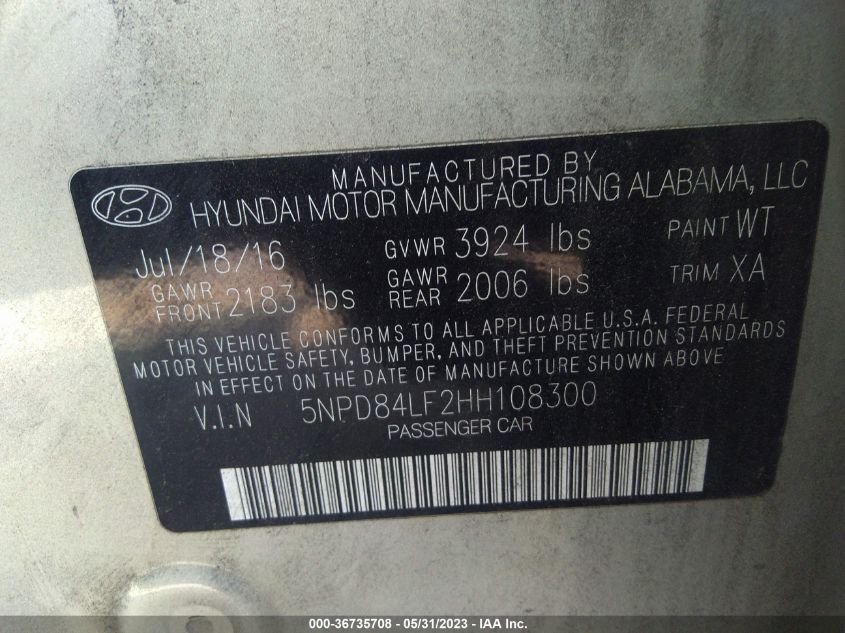 MANUFACTURED BY
HYUNDAI MOTOR MANUFACTURING ALABAMA, LLC
Jul/18/16 GVWR 3924 lbs PAINT WT
GAWR FRONT 2183 lbs GAWR REAR 2006 lbs TRIM XA
THIS VEHICLE CONFORMS TO ALL APPLICABLE U.S.A. FEDERAL
MOTOR VEHICLE SAFETY, BUMPER, AND THEFT PREVENTION STANDARDS
IN EFFECT ON THE DATE OF MANUFACTURE SHOWN ABOVE
V.I.N 5NPD84LF2HH108300
PASSENGER CAR
000-36735708 - 05/31/2023 - IAA Inc.